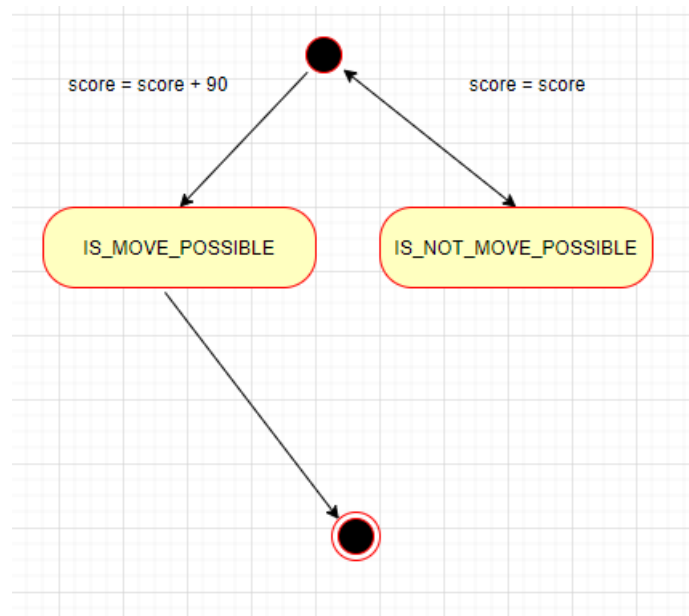 score = score + 90
score = score
IS_MOVE_POSSIBLE
IS_NOT_MOVE_POSSIBLE